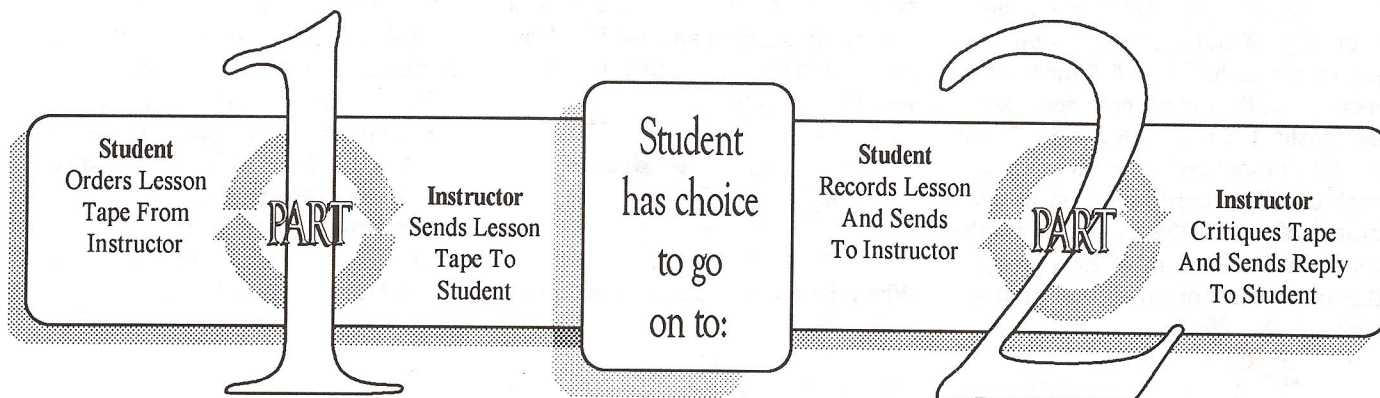 1
PART
Student
Orders Lesson
Tape From
Instructor
Instructor
Sends Lesson
Tape To
Student
Student
has choice
to go
on to:
2
PART
Student
Records Lesson
And Sends
To Instructor
Instructor
Critiques Tape
And Sends Reply
To Student